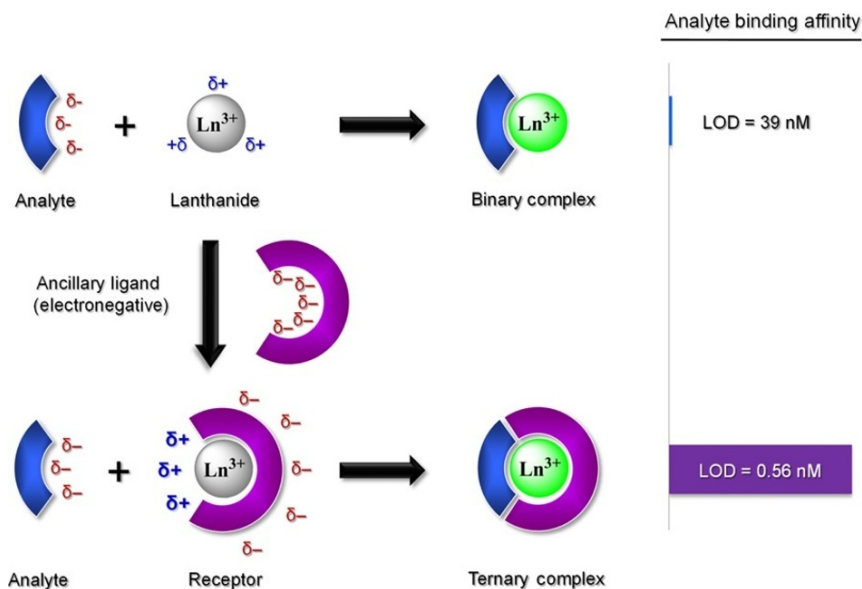 Analyte binding affinity
δ-
δ-
δ-
+
δ+
+δ
δ+
Ln³⁺
Ln³⁺
LOD = 39 nM
Analyte
Lanthanide
Binary complex
Ancillary ligand
(electronegative)
δ–
δ–
δ–
δ–
δ–
δ–
δ–
δ–
+
δ+
δ+
δ+
Ln³⁺
δ–
δ–
δ–
δ–
δ–
Ln³⁺
LOD = 0.56 nM
Analyte
Receptor
Ternary complex